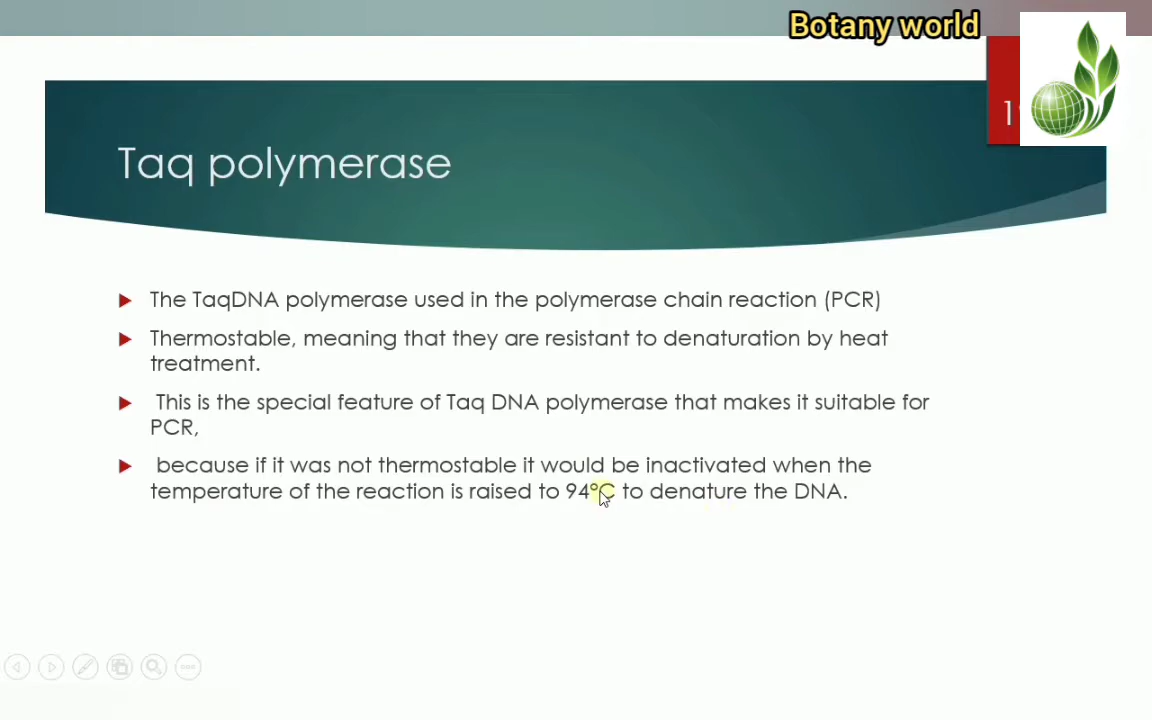 Botany world
Taq polymerase
The TaqDNA polymerase used in the polymerase chain reaction (PCR)
Thermostable, meaning that they are resistant to denaturation by heat
treatment.
This is the special feature of Taq DNA polymerase that makes it suitable for
PCR,
because if it was not thermostable it would be inactivated when the
temperature of the reaction is raised to 94°C to denature the DNA.